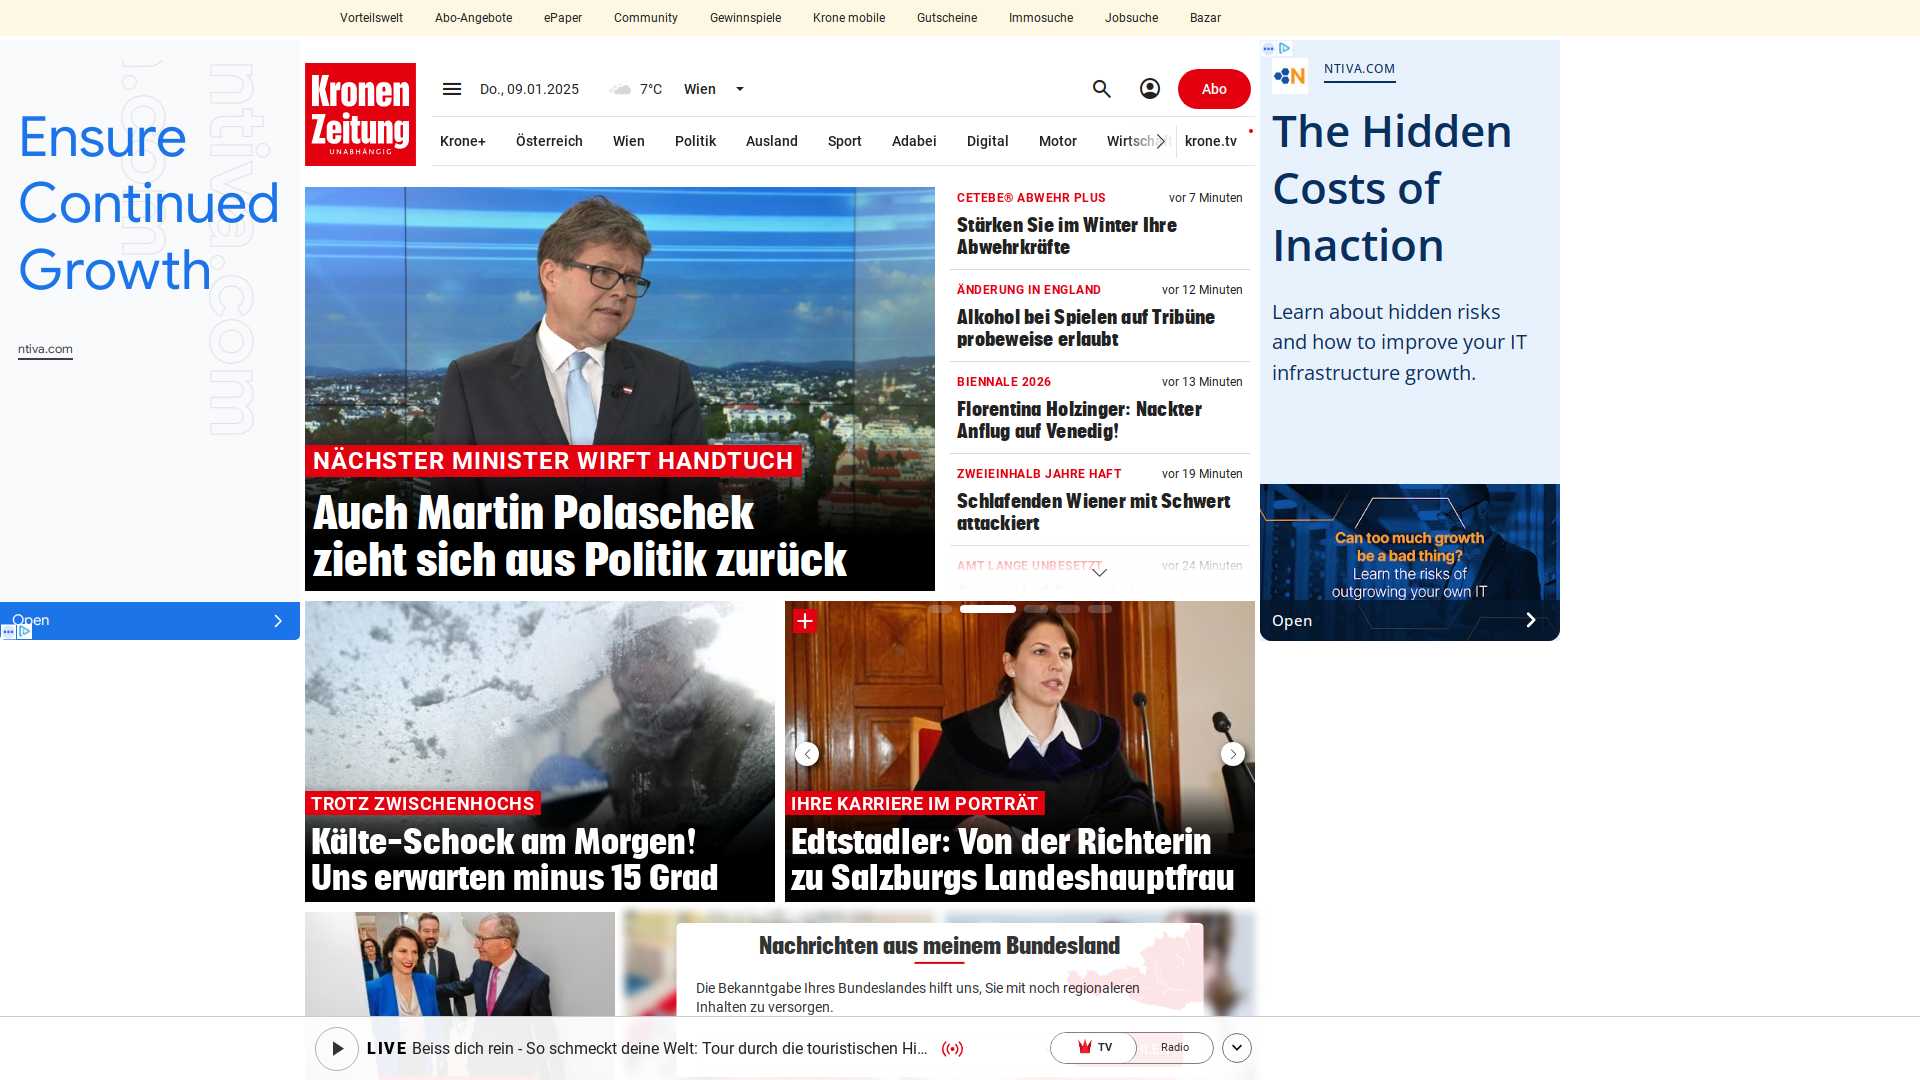 Vorteilswelt Abo-Angebote ePaper Community Gewinnspiele Krone mobile Gutscheine Immosuche Jobsuche Bazar
Kronen
Zeitung
UNABHÄNGIG
Do., 09.01.2025 7°C Wien
Abo
Krone+ Österreich Wien Politik Ausland Sport Adabei Digital Motor Wirtschaft krone.tv
ntiva.com
Ensure
Continued
Growth
ntiva.com
Open
NÄCHSTER MINISTER WIRFT HANDTUCH
Auch Martin Polaschek
zieht sich aus Politik zurück
CETEBE® ABWEHR PLUS vor 7 Minuten
Stärken Sie im Winter Ihre
Abwehrkräfte
ÄNDERUNG IN ENGLAND vor 12 Minuten
Alkohol bei Spielen auf Tribüne
probeweise erlaubt
BIENNALE 2026 vor 13 Minuten
Florentina Holzinger: Nackter
Anflug auf Venedig!
ZWEIEINHALB JAHRE HAFT vor 19 Minuten
Schlafenden Wiener mit Schwert
attackiert
AMT LANGE UNBESETZT vor 24 Minuten
NTIVA.COM
The Hidden
Costs of
Inaction
Learn about hidden risks
and how to improve your IT
infrastructure growth.
Can too much growth
be a bad thing?
Learn the risks of
outgrowing your own IT
Open
TROTZ ZWISCHENHOCHS
Kälte-Schock am Morgen!
Uns erwarten minus 15 Grad
IHRE KARRIERE IM PORTRÄT
Edtstadler: Von der Richterin
zu Salzburgs Landeshauptfrau
Nachrichten aus meinem Bundesland
Die Bekanntgabe Ihres Bundeslandes hilft uns, Sie mit noch regionaleren
Inhalten zu versorgen.
LIVE Beiss dich rein - So schmeckt deine Welt: Tour durch die touristischen Hi...
TV Radio